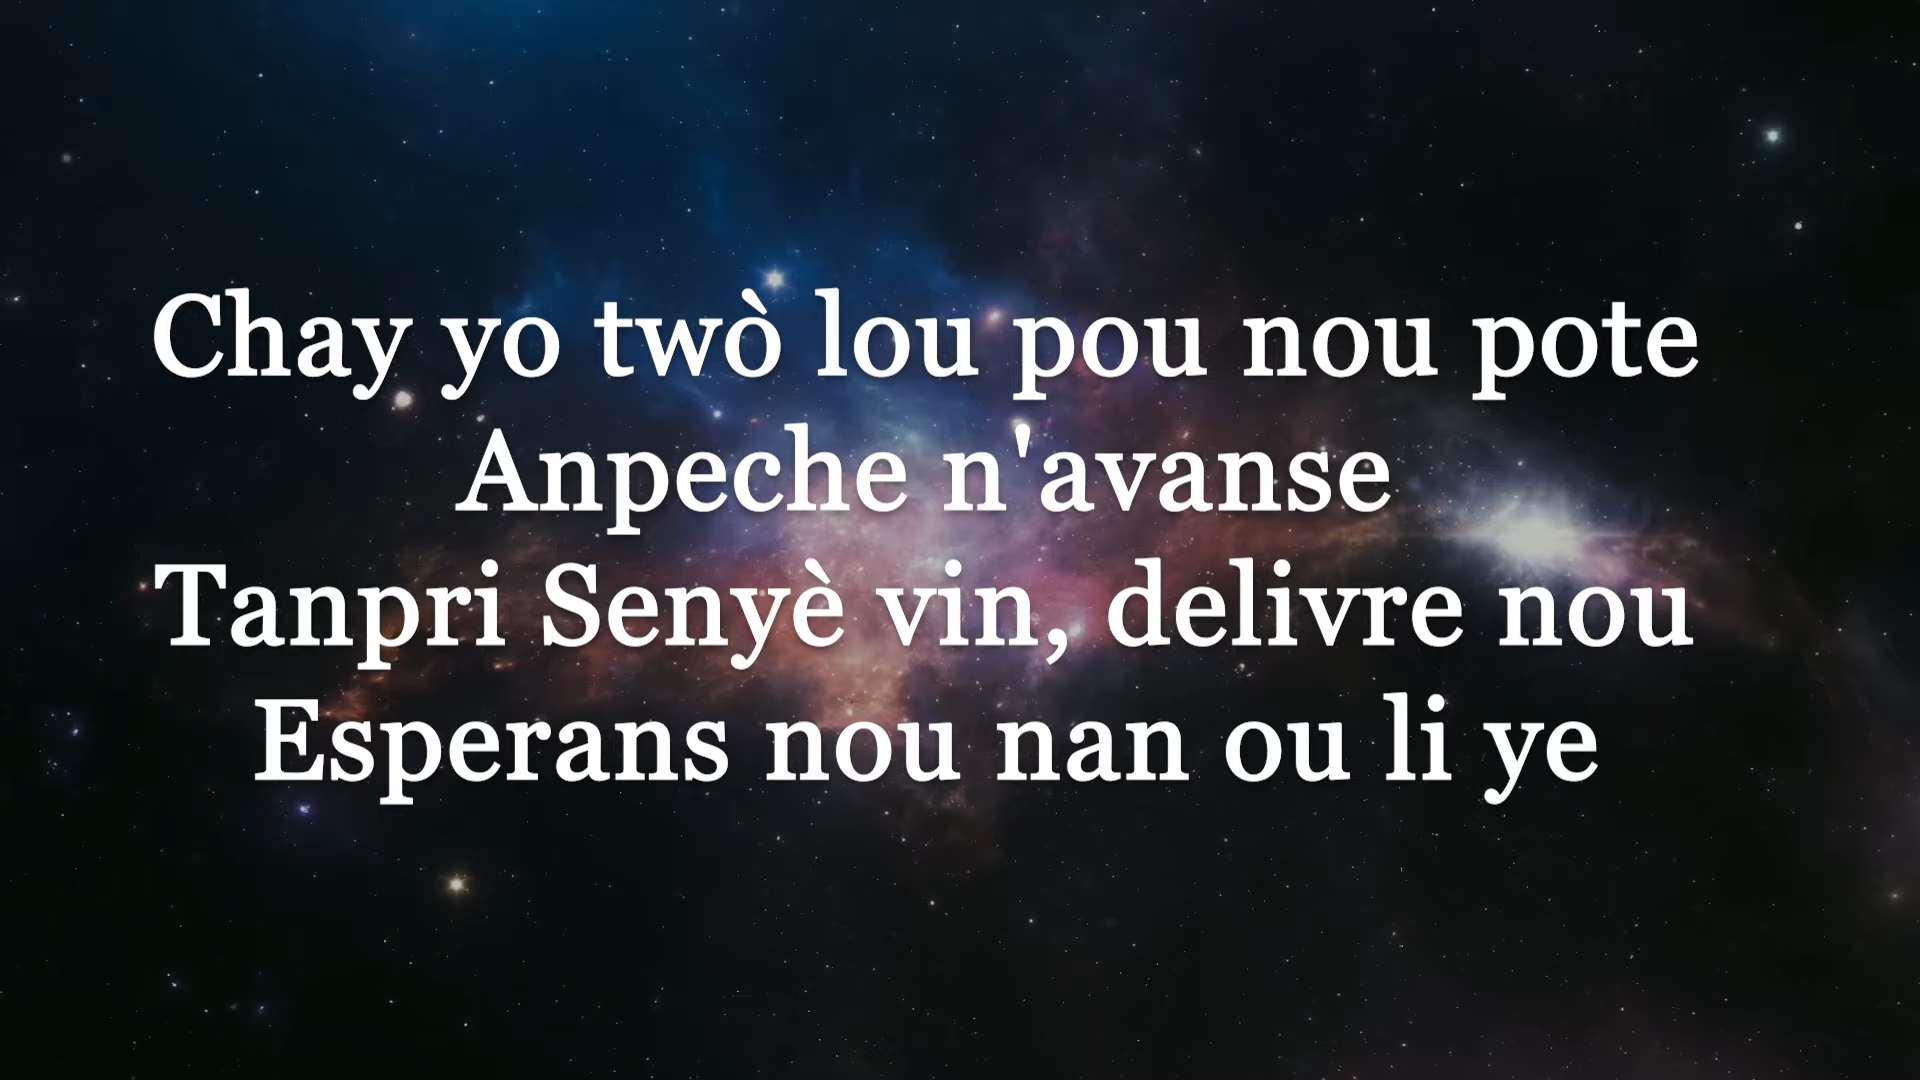 Chay yo twò lou pou nou pote
Anpeche n'avanse
Tanpri Senyè vin, delivre nou
Esperans nou nan ou li ye